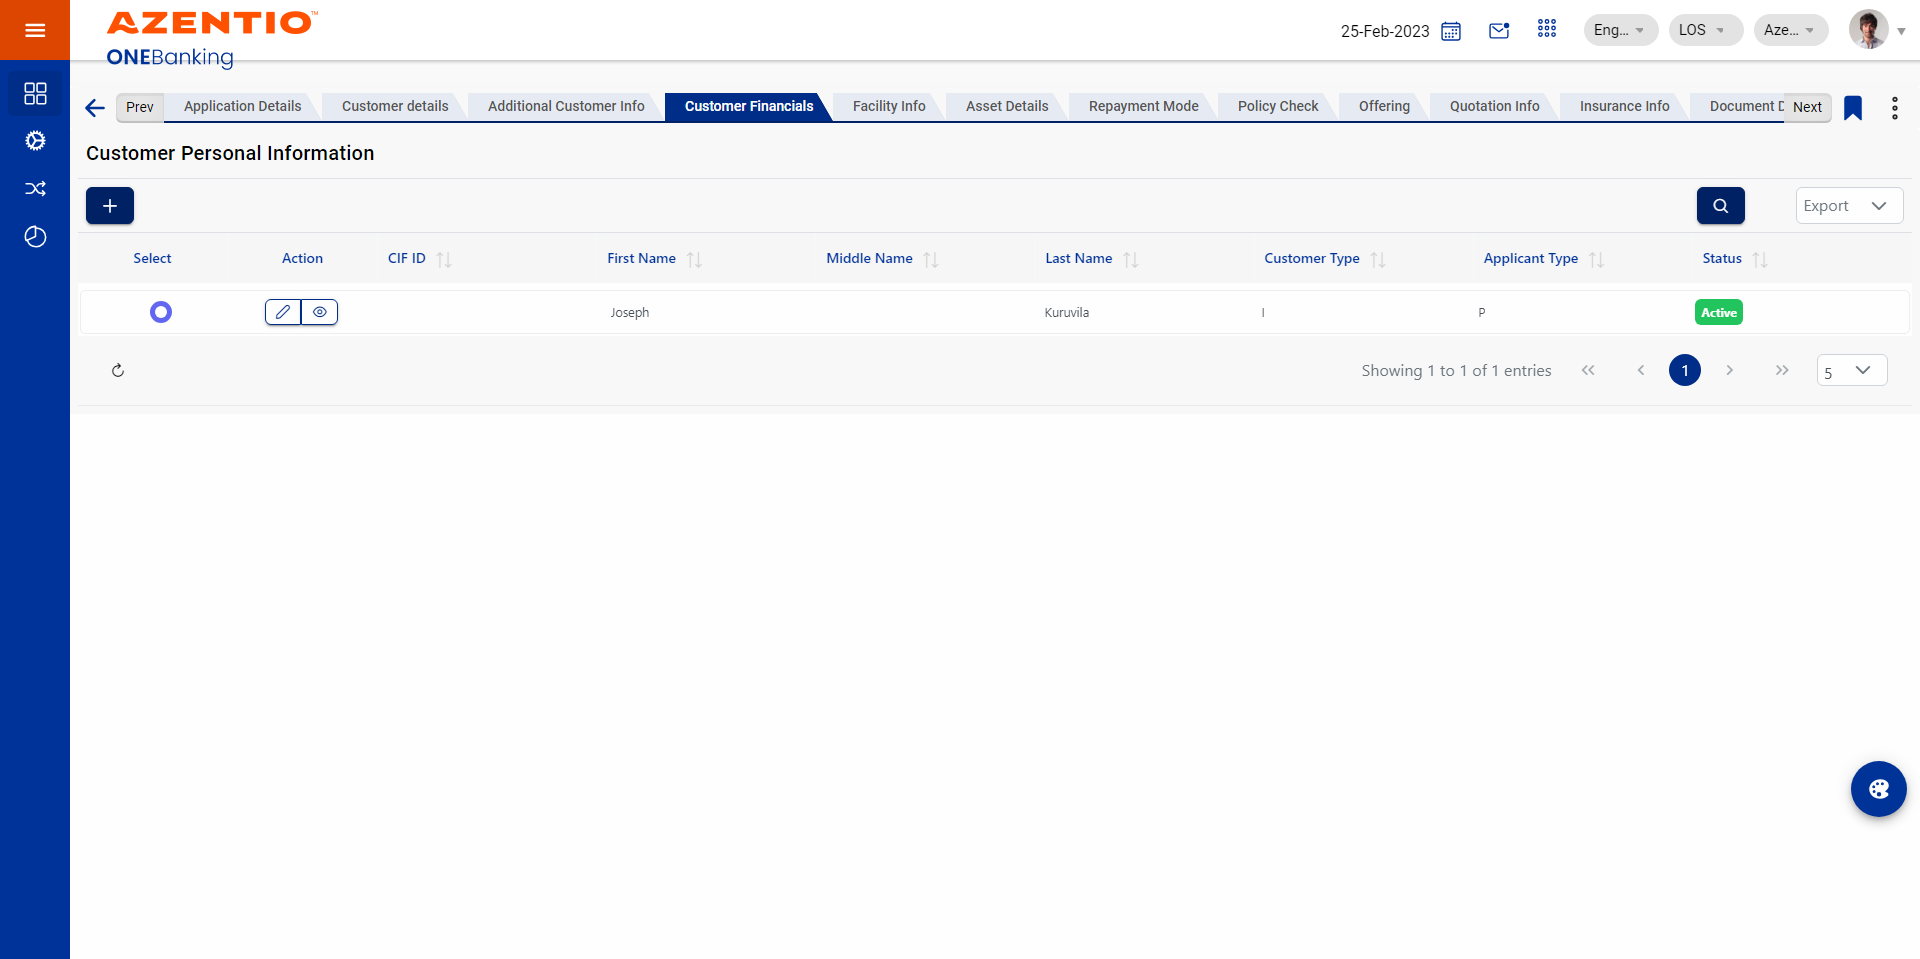 AZENTIO™
ONEBanking
25-Feb-2023
Eng...
LOS
Aze...
Prev
Application Details
Customer details
Additional Customer Info
Customer Financials
Facility Info
Asset Details
Repayment Mode
Policy Check
Offering
Quotation Info
Insurance Info
Document D
Next
Customer Personal Information
Export
Select
Action
CIF ID
First Name
Middle Name
Last Name
Customer Type
Applicant Type
Status
Joseph
Kuruvila
I
P
Active
Showing 1 to 1 of 1 entries
1
5